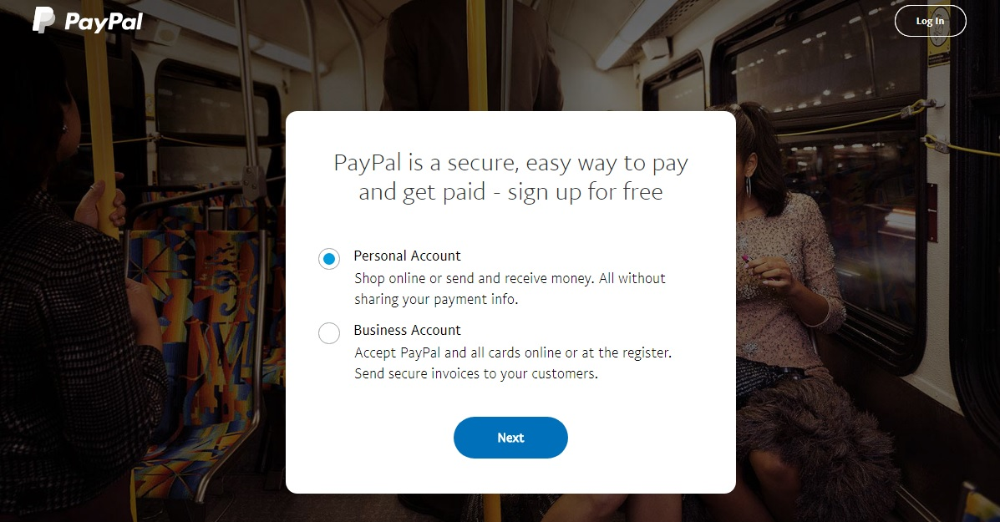 PayPal
Log In
PayPal is a secure, easy way to pay
and get paid - sign up for free
Personal Account
Shop online or send and receive money. All without
sharing your payment info.
Business Account
Accept PayPal and all cards online or at the register.
Send secure invoices to your customers.
Next